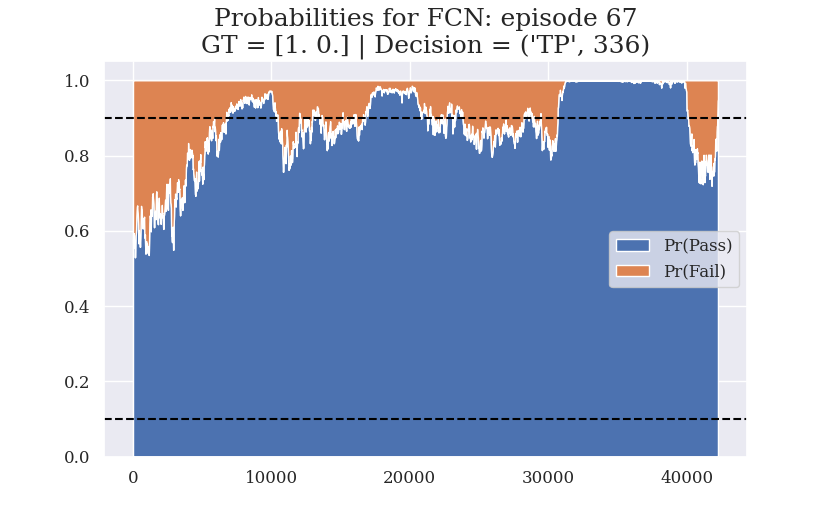 Probabilities for FCN: episode 67
GT = [1. 0.] | Decision = ('TP', 336)
1.0
0.8
0.6
0.4
0.2
0.0
Pr(Pass)
Pr(Fail)
0 10000 20000 30000 40000